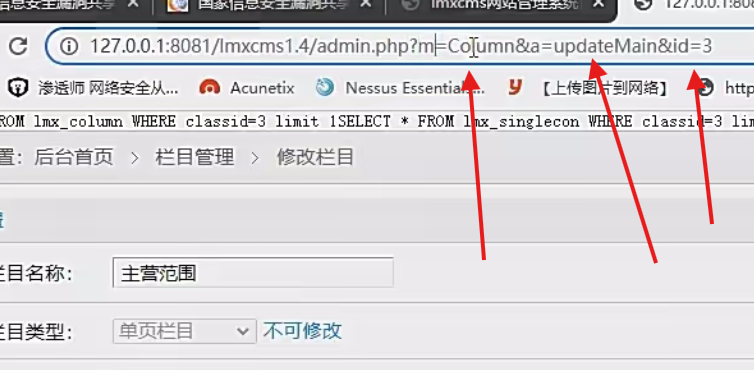 信息安全漏洞共享 国家信息安全漏洞共享 lmxcms网站管理系统 127.0.0.1:8081
127.0.0.1:8081/lmxcms1.4/admin.php?m=Column&a=updateMain&id=3
渗透师 网络安全从... Acunetix Nessus Essential... 【上传图片到网络】 http
ROM lmx_column WHERE classid=3 limit 1SELECT * FROM lmx_singlecon WHERE classid=3 lim
置：后台首页 > 栏目管理 > 修改栏目
栏目名称： 主营范围
栏目类型： 单页栏目 不可修改